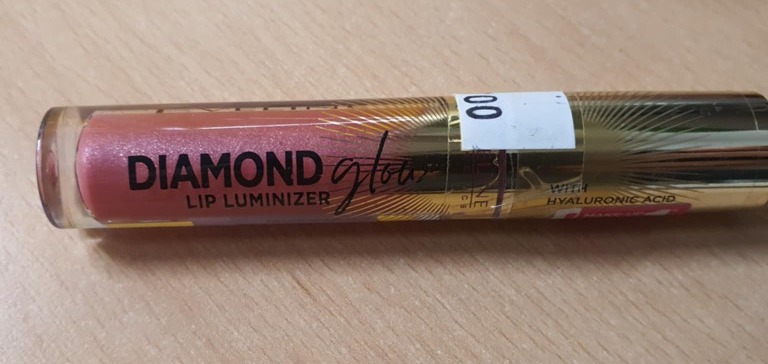 DIAMOND glow
LIP LUMINIZER
00
WITH
HYALURONIC ACID